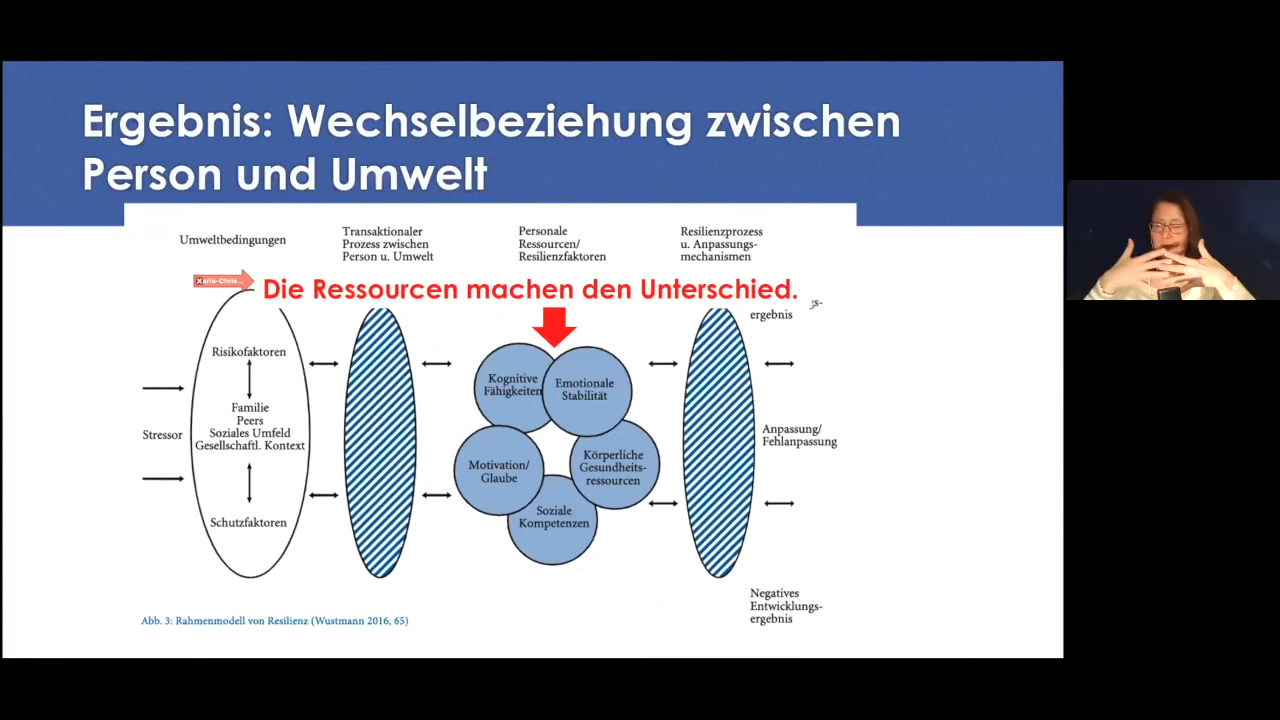 Ergebnis: Wechselbeziehung zwischen
Person und Umwelt
Umweltbedingungen
Transaktionaler
Prozess zwischen
Person u. Umwelt
Personale
Ressourcen/
Resilienzfaktoren
Resilienzprozess
u. Anpassungs-
mechanismen
Die Ressourcen machen den Unterschied.
ergebnis
Risikofaktoren
Familie
Peers
Soziales Umfeld
Gesellschaftl. Kontext
Schutzfaktoren
Stressor
Kognitive
Fähigkeiten
Emotionale
Stabilität
Motivation/
Glaube
Körperliche
Gesundheits-
ressourcen
Soziale
Kompetenzen
Anpassung/
Fehlanpassung
Negatives
Entwicklungs-
ergebnis
Abb. 3: Rahmenmodell von Resilienz (Wustmann 2016, 65)